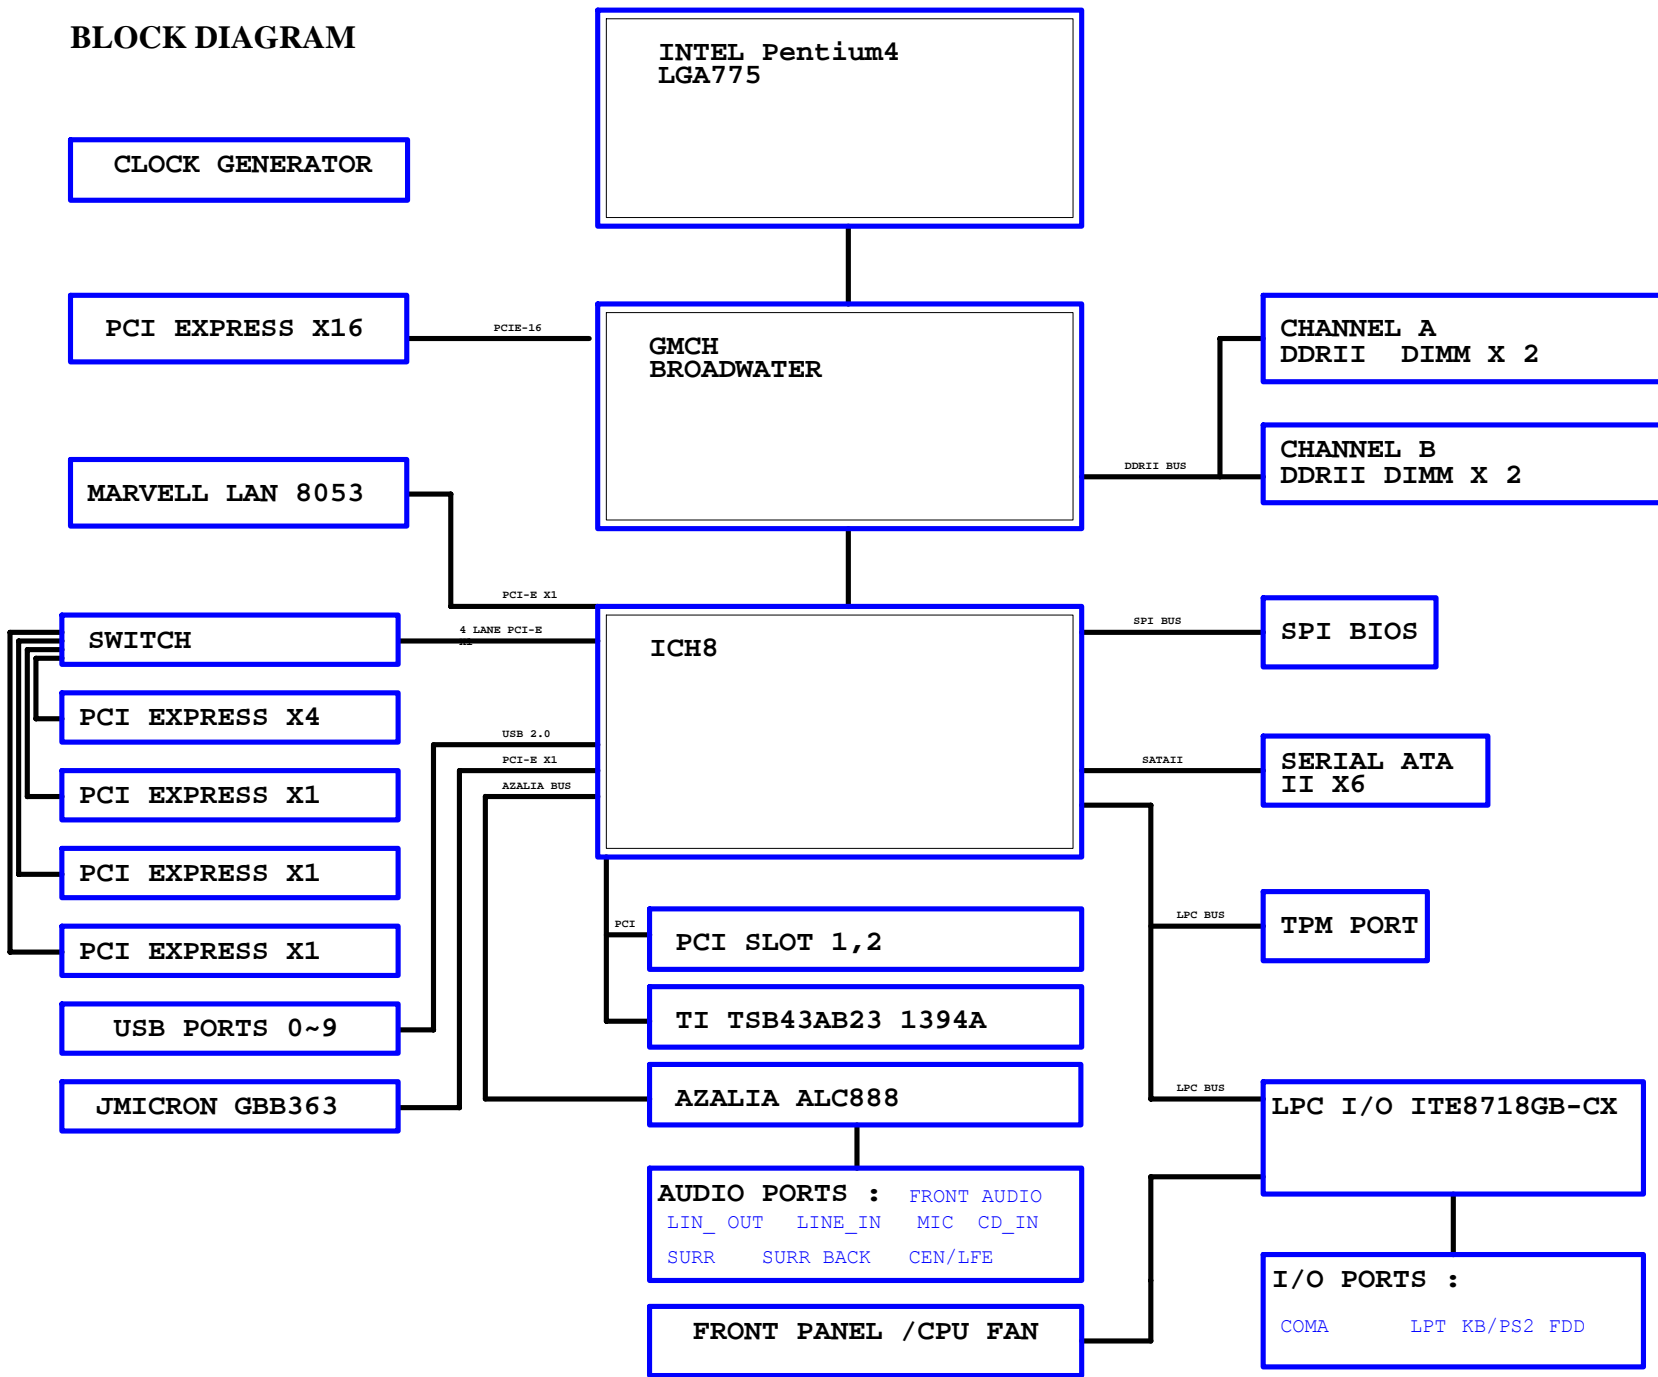 BLOCK DIAGRAM
INTEL Pentium4
LGA775
CLOCK GENERATOR
PCI EXPRESS X16
PCIE-16
GMCH
BROADWATER
CHANNEL A
DDRII DIMM X 2
CHANNEL B
DDRII DIMM X 2
DDRII BUS
MARVELL LAN 8053
PCI-E X1
SWITCH
4 LANE PCI-E
X1
ICH8
SPI BUS
SPI BIOS
PCI EXPRESS X4
USB 2.0
PCI-E X1
AZALIA BUS
SATAII
SERIAL ATA
II X6
PCI EXPRESS X1
PCI EXPRESS X1
PCI EXPRESS X1
PCI
PCI SLOT 1,2
LPC BUS
TPM PORT
USB PORTS 0~9
TI TSB43AB23 1394A
JMICRON GBB363
AZALIA ALC888
LPC BUS
LPC I/O ITE8718GB-CX
AUDIO PORTS : FRONT AUDIO
LIN_ OUT LINE_IN MIC CD_IN
SURR SURR BACK CEN/LFE
I/O PORTS :
COMA LPT KB/PS2 FDD
FRONT PANEL /CPU FAN